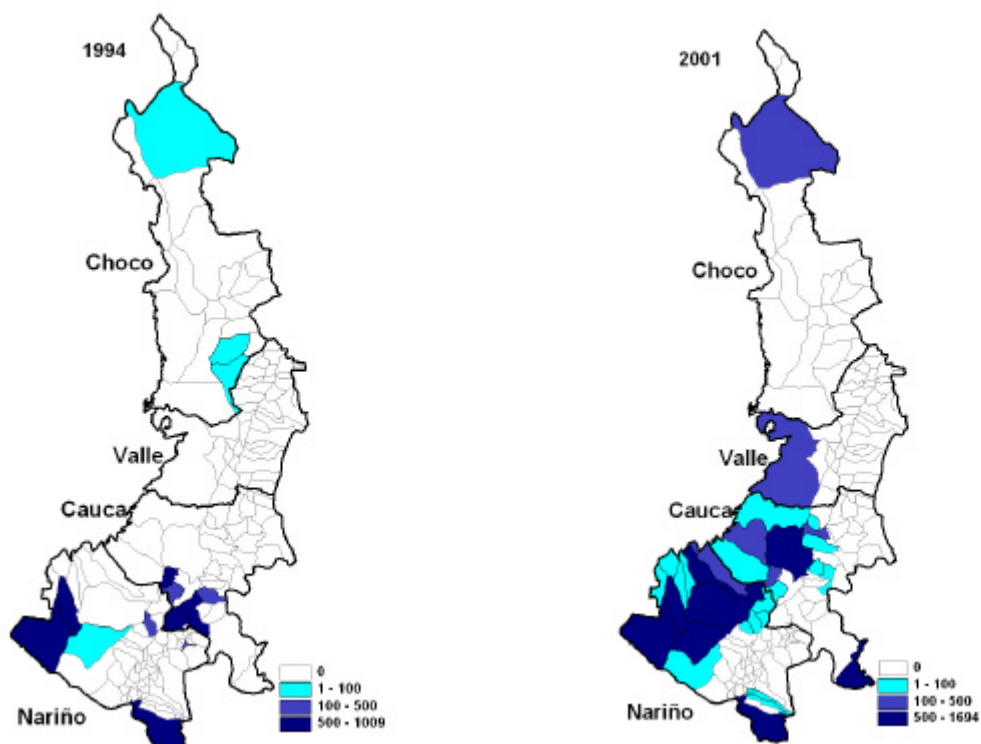 1994
Choco
Valle
Cauca
Nariño
0
1 - 100
100 - 500
500 - 1009
2001
Choco
Valle
Cauca
Nariño
0
1 - 100
100 - 500
500 - 1694